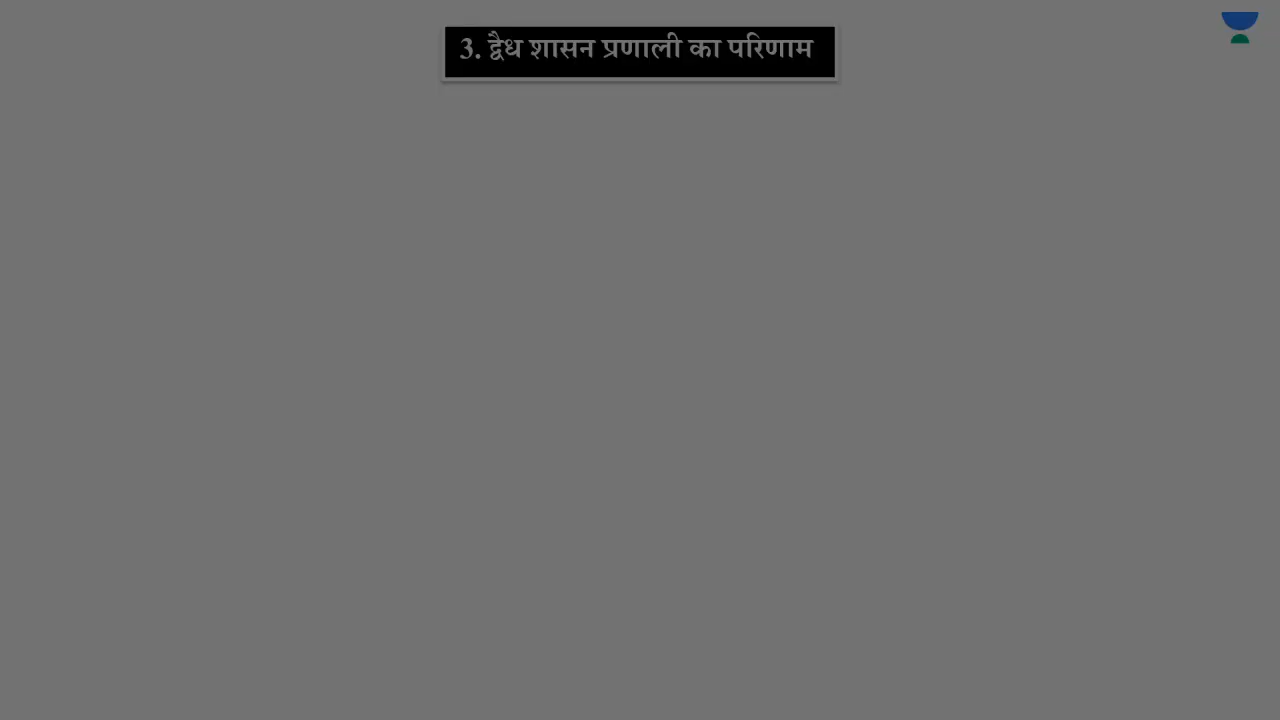 3. द्वैध शासन प्रणाली का परिणाम